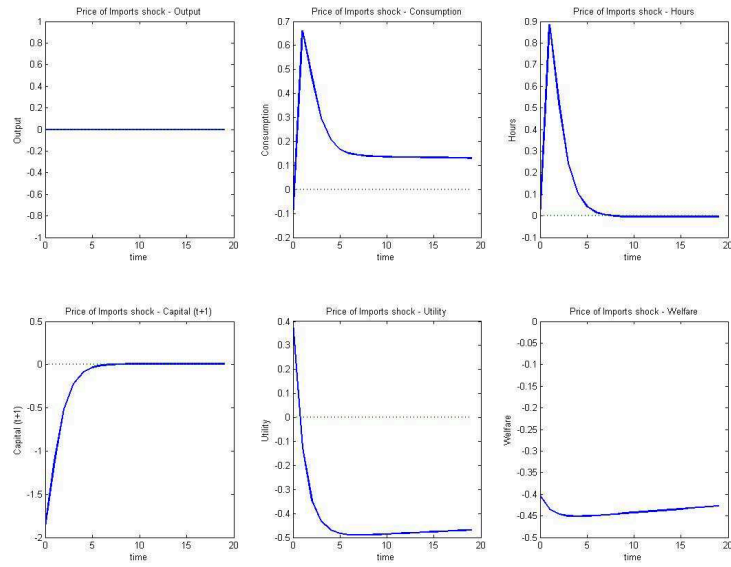 Price of Imports shock - Output
1
0.8
0.6
0.4
0.2
0
-0.2
-0.4
-0.6
-0.8
-1
Output
0 5 10 15 20
time
Price of Imports shock - Consumption
0.7
0.6
0.5
0.4
0.3
0.2
0.1
0
-0.1
-0.2
Consumption
0 5 10 15 20
time
Price of Imports shock - Hours
0.9
0.8
0.7
0.6
0.5
0.4
0.3
0.2
0.1
0
-0.1
Hours
0 5 10 15 20
time
Price of Imports shock - Capital (t+1)
0.5
0
-0.5
-1
-1.5
-2
Capital (t+1)
0 5 10 15 20
time
Price of Imports shock - Utility
0.4
0.3
0.2
0.1
0
-0.1
-0.2
-0.3
-0.4
-0.5
Utility
0 5 10 15 20
time
Price of Imports shock - Welfare
0
-0.05
-0.1
-0.15
-0.2
-0.25
-0.3
-0.35
-0.4
-0.45
-0.5
Welfare
0 5 10 15 20
time